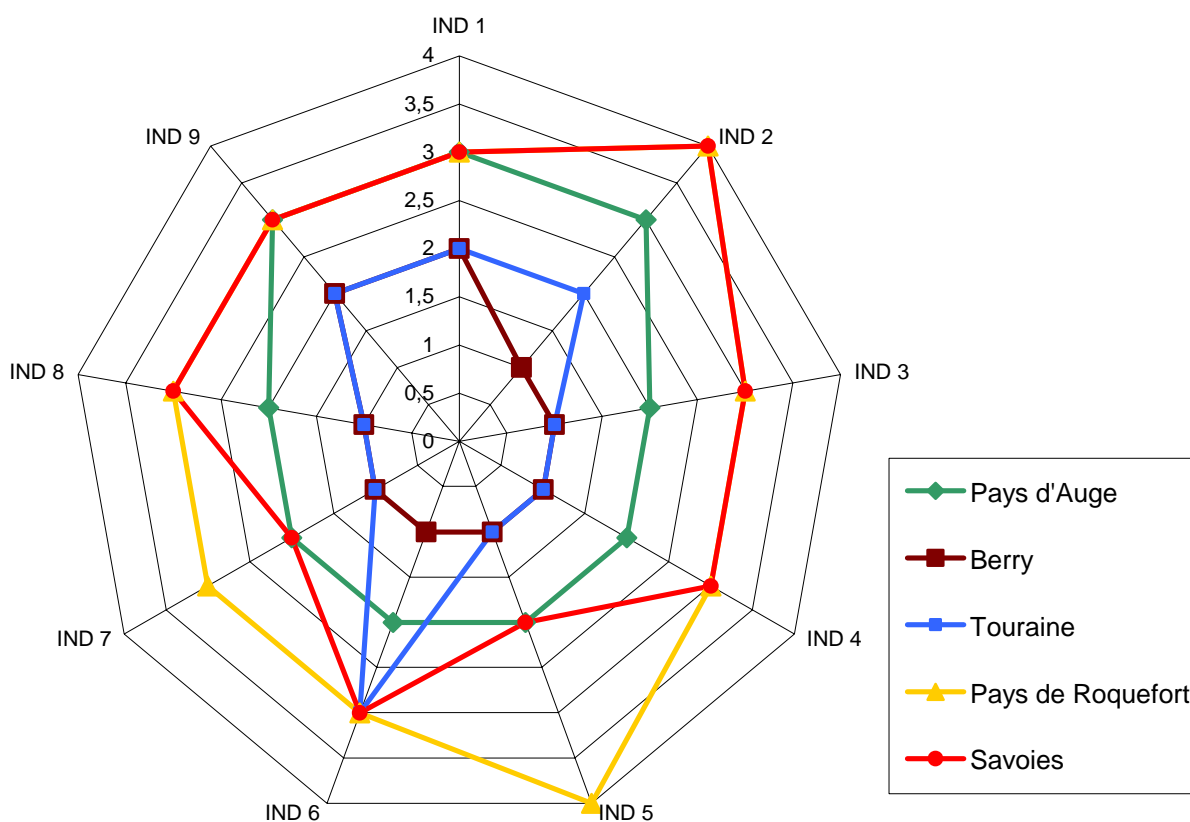 IND 1
4
3,5
3
2,5
2
1,5
1
0,5
0
IND 2
IND 3
IND 4
IND 5
IND 6
IND 7
IND 8
IND 9
Pays d'Auge
Berry
Touraine
Pays de Roquefort
Savoies